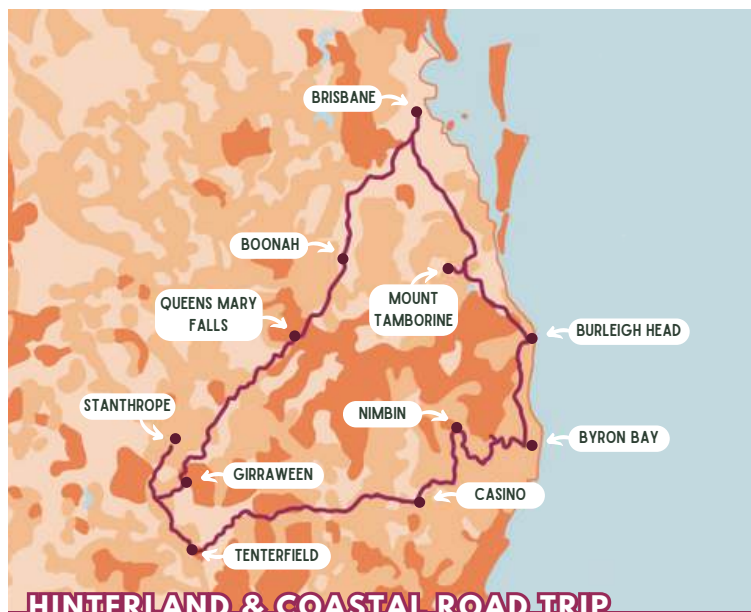 BRISBANE
BOONAH
QUEENS MARY
FALLS
MOUNT
TAMBORINE
BURLEIGH HEAD
STANTHROPE
NIMBIN
BYRON BAY
GIRRAWEEN
CASINO
TENTERFIELD
HINTERLAND & COASTAL ROAD TRIP